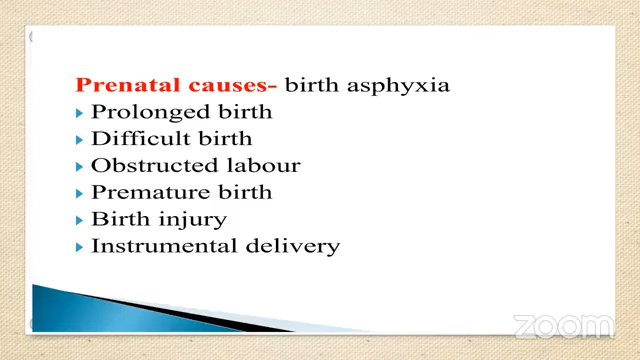 Prenatal causes- birth asphyxia
Prolonged birth
Difficult birth
Obstructed labour
Premature birth
Birth injury
Instrumental delivery
zoom